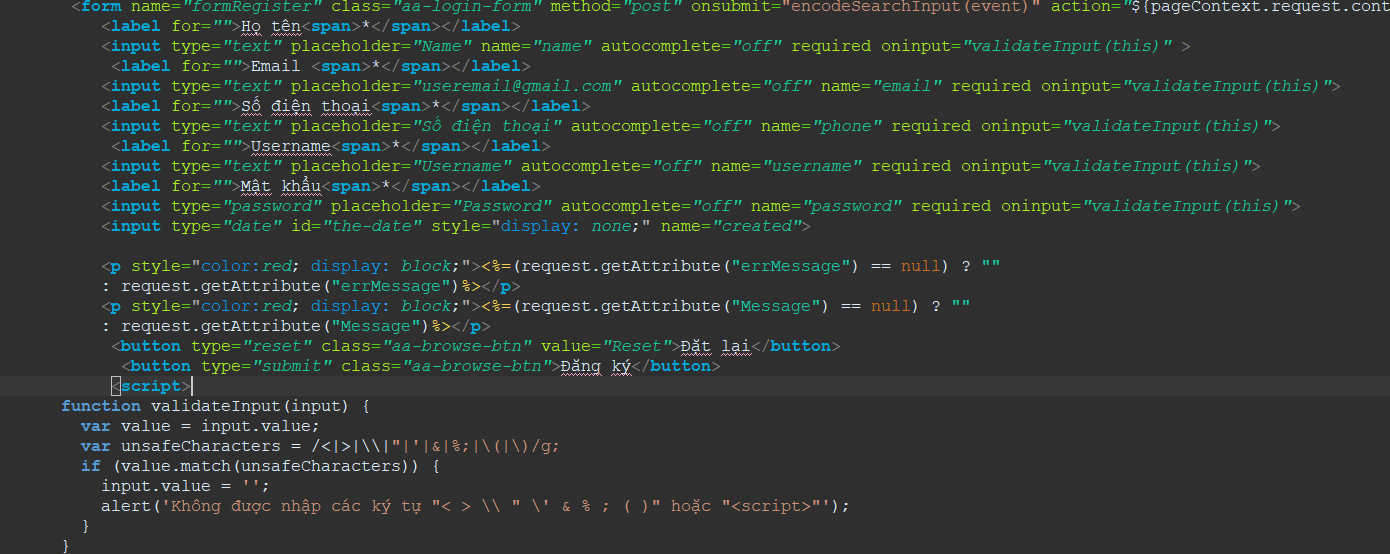 <form name="formRegister" class="aa-login-form" method="post" onsubmit="encodeSearchInput(event)" action="${pageContext.request.cont
<label for="">Họ tên<span>*</span></label>
<input type="text" placeholder="Name" name="name" autocomplete="off" required oninput="validateInput(this)" >
<label for="">Email <span>*</span></label>
<input type="text" placeholder="useremail@gmail.com" autocomplete="off" name="email" required oninput="validateInput(this)">
<label for="">Số điện thoại<span>*</span></label>
<input type="text" placeholder="Số điện thoại" autocomplete="off" name="phone" required oninput="validateInput(this)">
<label for="">Username<span>*</span></label>
<input type="text" placeholder="Username" autocomplete="off" name="username" required oninput="validateInput(this)">
<label for="">Mật khẩu<span>*</span></label>
<input type="password" placeholder="Password" autocomplete="off" name="password" required oninput="validateInput(this)">
<input type="date" id="the-date" style="display: none;" name="created">
<p style="color:red; display: block;"><%=(request.getAttribute("errMessage") == null) ? ""
: request.getAttribute("errMessage")%></p>
<p style="color:red; display: block;"><%=(request.getAttribute("Message") == null) ? ""
: request.getAttribute("Message")%></p>
<button type="reset" class="aa-browse-btn" value="Reset">Đặt lại</button>
<button type="submit" class="aa-browse-btn">Đăng ký</button>
<script>
function validateInput(input) {
var value = input.value;
var unsafeCharacters = /<|>|\\|"|'|&|%;|\(|\)/g;
if (value.match(unsafeCharacters)) {
input.value = '';
alert('Không được nhập các ký tự "< > \\ " \' & % ; ( )" hoặc "<script>"');
}
}